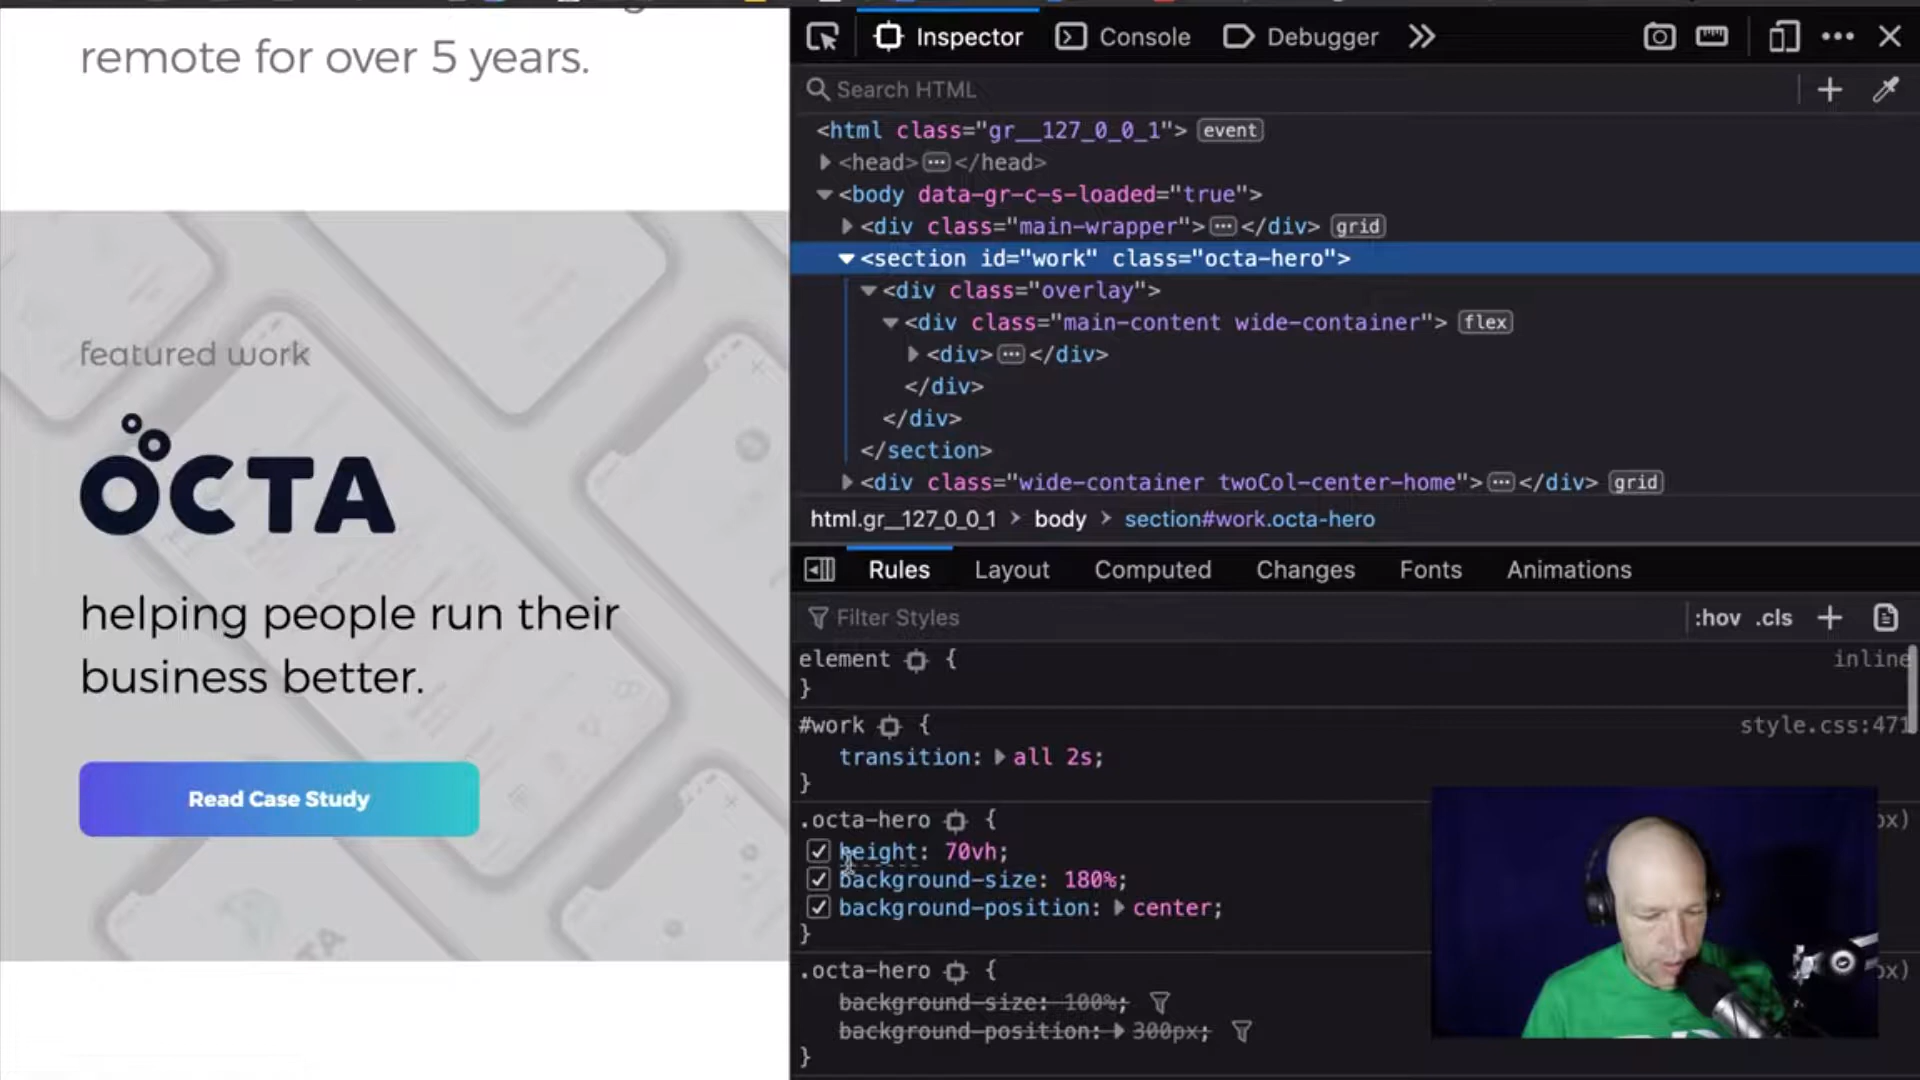 remote for over 5 years.
featured work
OCTA
helping people run their
business better.
Read Case Study
Inspector
Console
Debugger
Search HTML
<html class="gr__127_0_0_1"> event
<head> </head>
<body data-gr-c-s-loaded="true">
<div class="main-wrapper"> </div> grid
<section id="work" class="octa-hero">
<div class="overlay">
<div class="main-content wide-container"> flex
<div> </div>
</div>
</div>
</section>
<div class="wide-container twoCol-center-home"> </div> grid
html.gr__127_0_0_1 > body > section#work.octa-hero
Rules
Layout
Computed
Changes
Fonts
Animations
Filter Styles
:hov .cls
element {
inline
}
#work {
style.css:471
transition: all 2s;
}
.octa-hero {
px)
height: 70vh;
background-size: 180%;
background-position: center;
}
.octa-hero {
px)
background-size: 100%;
background-position: 300px;
}